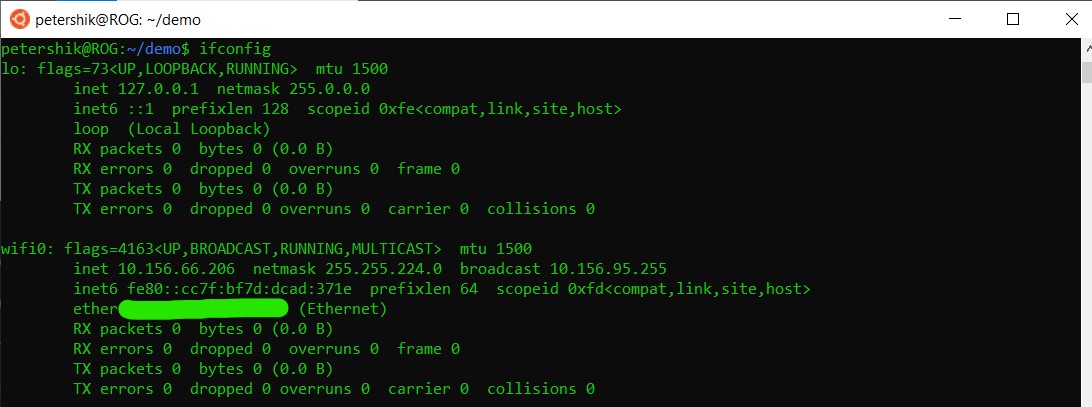 petershik@ROG: ~/demo
petershik@ROG:~/demo$ ifconfig
lo: flags=73<UP,LOOPBACK,RUNNING>  mtu 1500
        inet 127.0.0.1  netmask 255.0.0.0
        inet6 ::1  prefixlen 128  scopeid 0xfe<compat,link,site,host>
        loop  (Local Loopback)
        RX packets 0  bytes 0 (0.0 B)
        RX errors 0  dropped 0  overruns 0  frame 0
        TX packets 0  bytes 0 (0.0 B)
        TX errors 0  dropped 0 overruns 0  carrier 0  collisions 0

wifi0: flags=4163<UP,BROADCAST,RUNNING,MULTICAST>  mtu 1500
        inet 10.156.66.206  netmask 255.255.224.0  broadcast 10.156.95.255
        inet6 fe80::cc7f:bf7d:dcad:371e  prefixlen 64  scopeid 0xfd<compat,link,site,host>
        ether (Ethernet)
        RX packets 0  bytes 0 (0.0 B)
        RX errors 0  dropped 0  overruns 0  frame 0
        TX packets 0  bytes 0 (0.0 B)
        TX errors 0  dropped 0 overruns 0  carrier 0  collisions 0